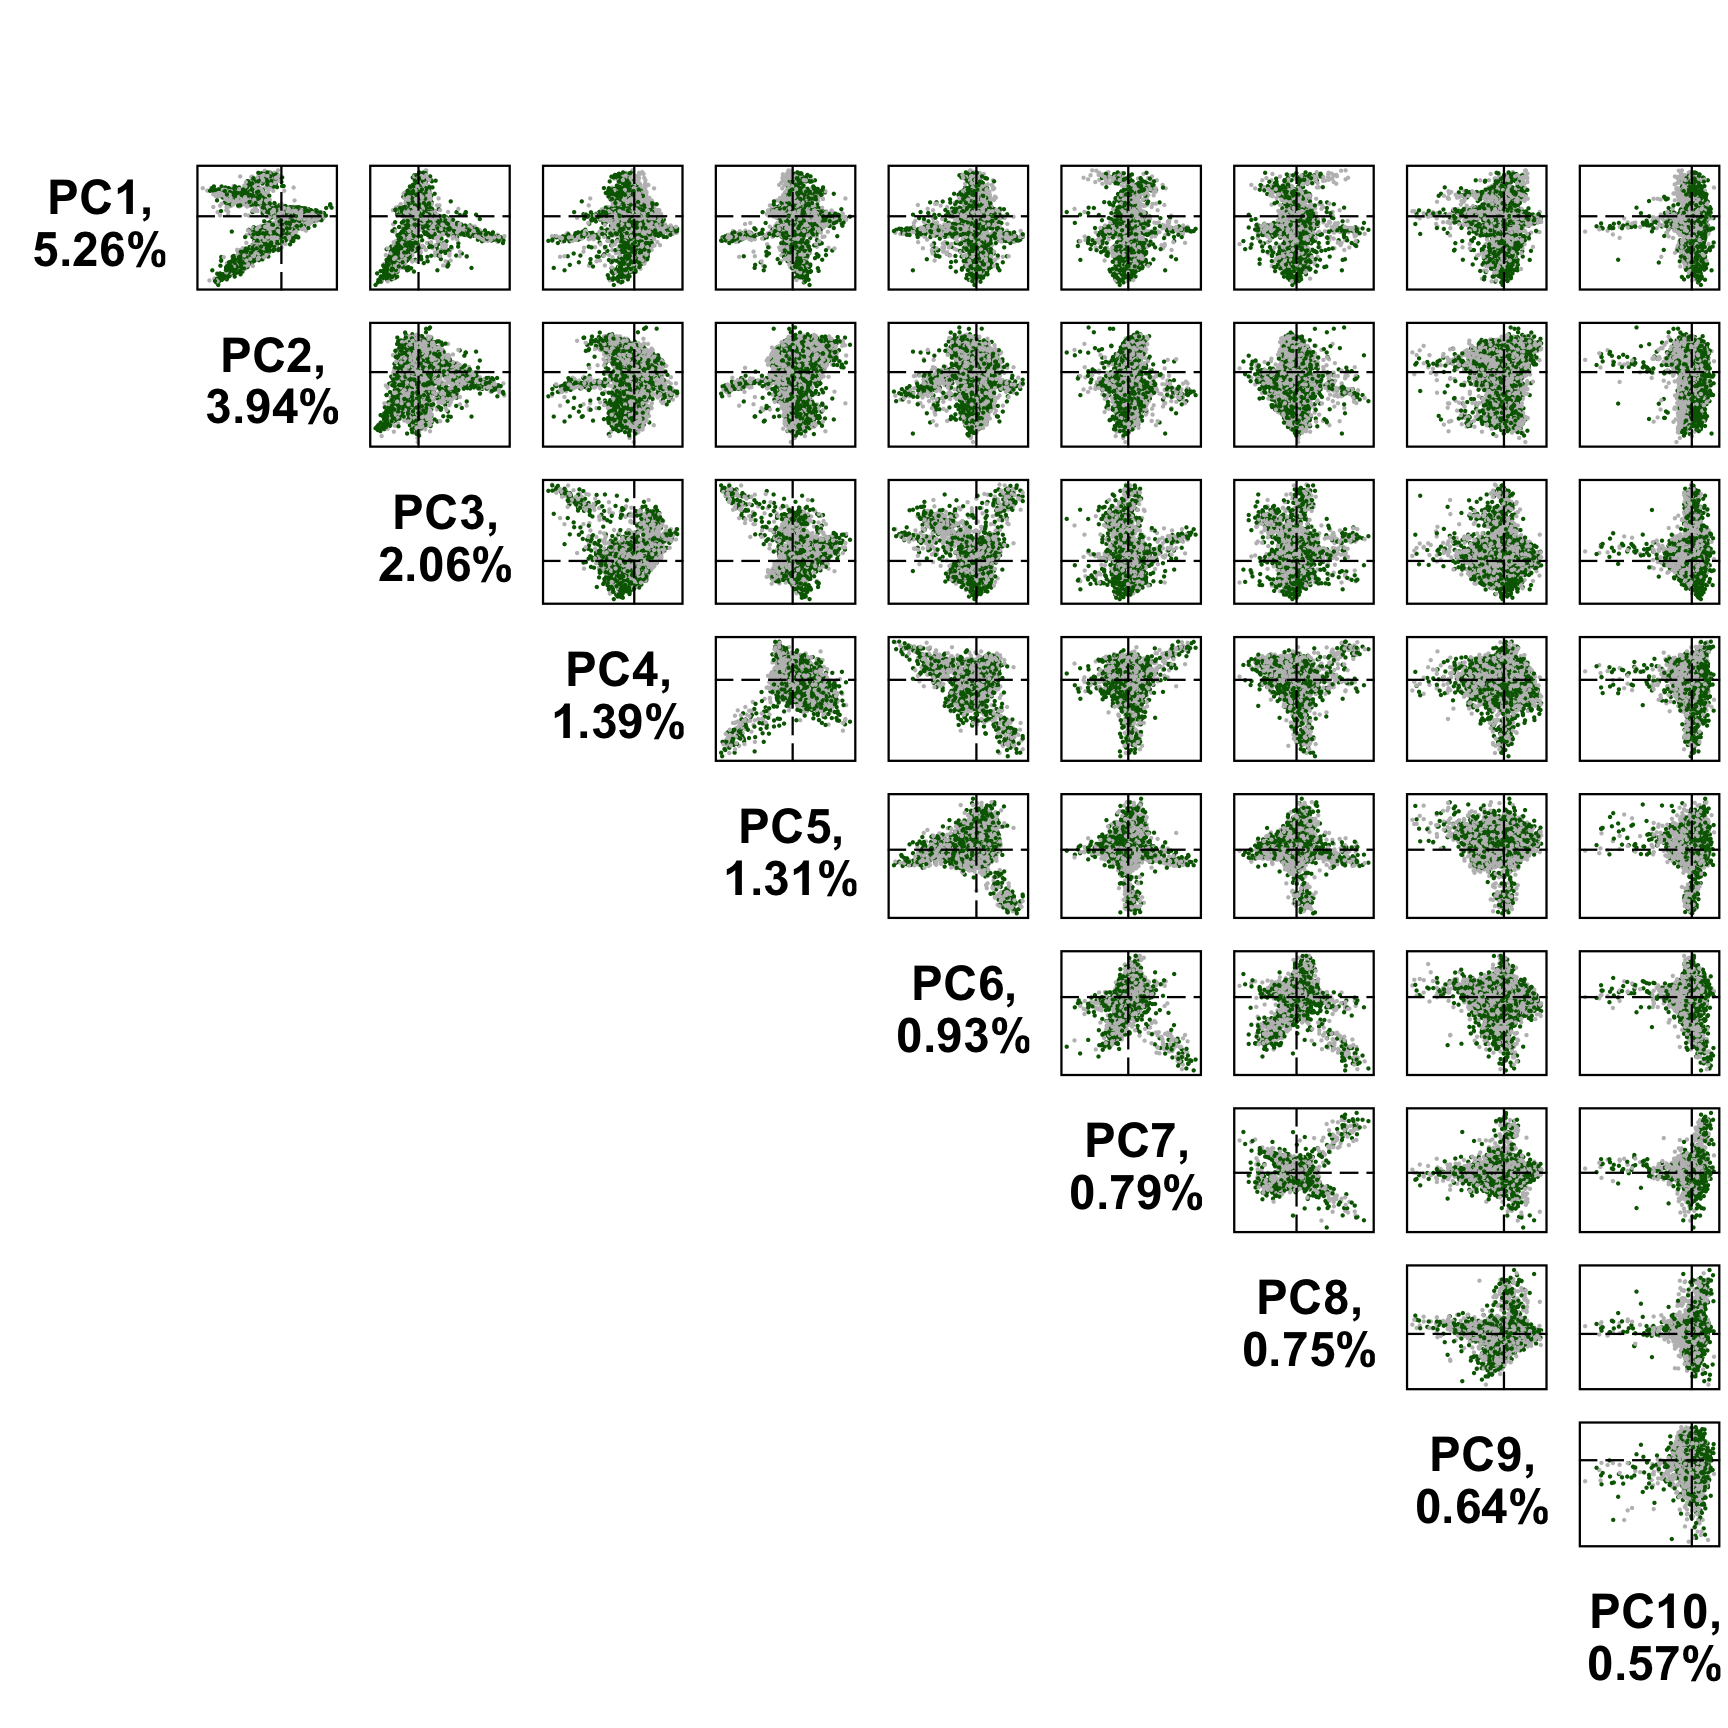 PC1,
5.26%
PC2,
3.94%
PC3,
2.06%
PC4,
1.39%
PC5,
1.31%
PC6,
0.93%
PC7,
0.79%
PC8,
0.75%
PC9,
0.64%
PC10,
0.57%